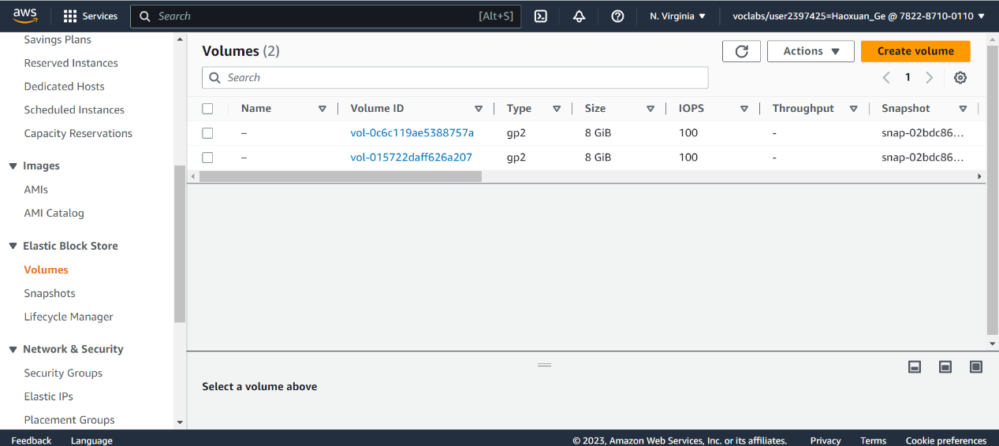 aws Services Search [Alt+S] N. Virginia voclabs/user2397425=Haoxuan_Ge @ 7822-8710-0110
Savings Plans
Reserved Instances
Dedicated Hosts
Scheduled Instances
Capacity Reservations
Images
AMIs
AMI Catalog
Elastic Block Store
Volumes
Snapshots
Lifecycle Manager
Network & Security
Security Groups
Elastic IPs
Placement Groups
Volumes (2) Actions Create volume
Search 1
Name Volume ID Type Size IOPS Throughput Snapshot
– vol-0c6c119ae5388757a gp2 8 GiB 100 - snap-02bdc86...
– vol-015722daff626a207 gp2 8 GiB 100 - snap-02bdc86...
Select a volume above
Feedback Language © 2023, Amazon Web Services, Inc. or its affiliates. Privacy Terms Cookie preferences